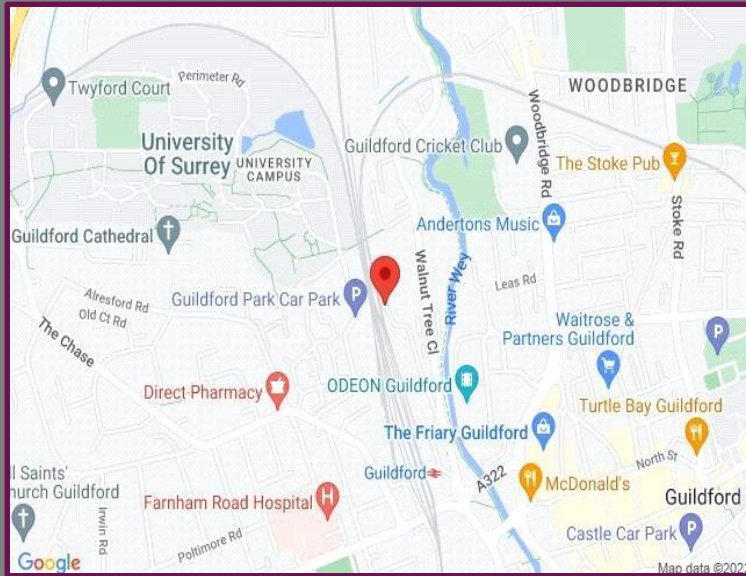 Twyford Court
Perimeter Rd
University
Of Surrey
UNIVERSITY
CAMPUS
Guildford Cathedral
Alresford Rd
Old Ct Rd
The Chase
Guildford Park Car Park
P
Direct Pharmacy
ll Saints'
hurch Guildford
Irwin Rd
Farnham Road Hospital
H
Poltimore Rd
Google
WOODBRIDGE
Woodbridge Rd
Guildford Cricket Club
The Stoke Pub
Stoke Rd
Andertons Music
Walnut Tree Cl
River Wey
Leas Rd
Waitrose &
Partners Guildford
P
ODEON Guildford
Turtle Bay Guildford
The Friary Guildford
North St
Guildford
A322
McDonald's
Guildford
Castle Car Park
P